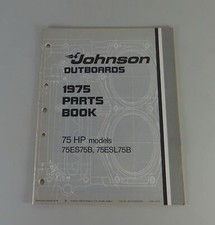 Johnson
OUTBOARDS
1975
PARTS
BOOK
75 HP models
75ES75B, 75ESL75B